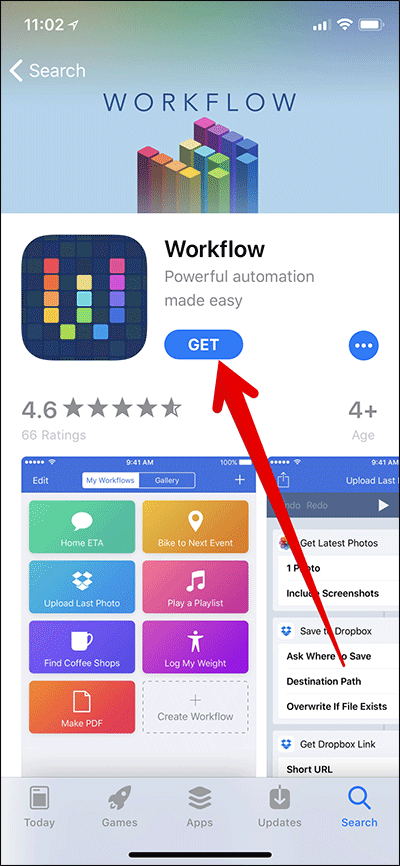 11:02
Search
WORKFLOW
Workflow
Powerful automation
made easy
GET
4.6
66 Ratings
4+
Age
9:41 AM
100%
Edit
My Workflows
Gallery
Home ETA
Bike to Next Event
Upload Last Photo
Play a Playlist
Find Coffee Shops
Log My Weight
Make PDF
Create Workflow
9:41 AM
Upload Last
Undo Redo
Get Latest Photos
1 Photo
Include Screenshots
Save to Dropbox
Ask Where to Save
Destination Path
Overwrite If File Exists
Get Dropbox Link
Short URL
Today
Games
Apps
Updates
Search